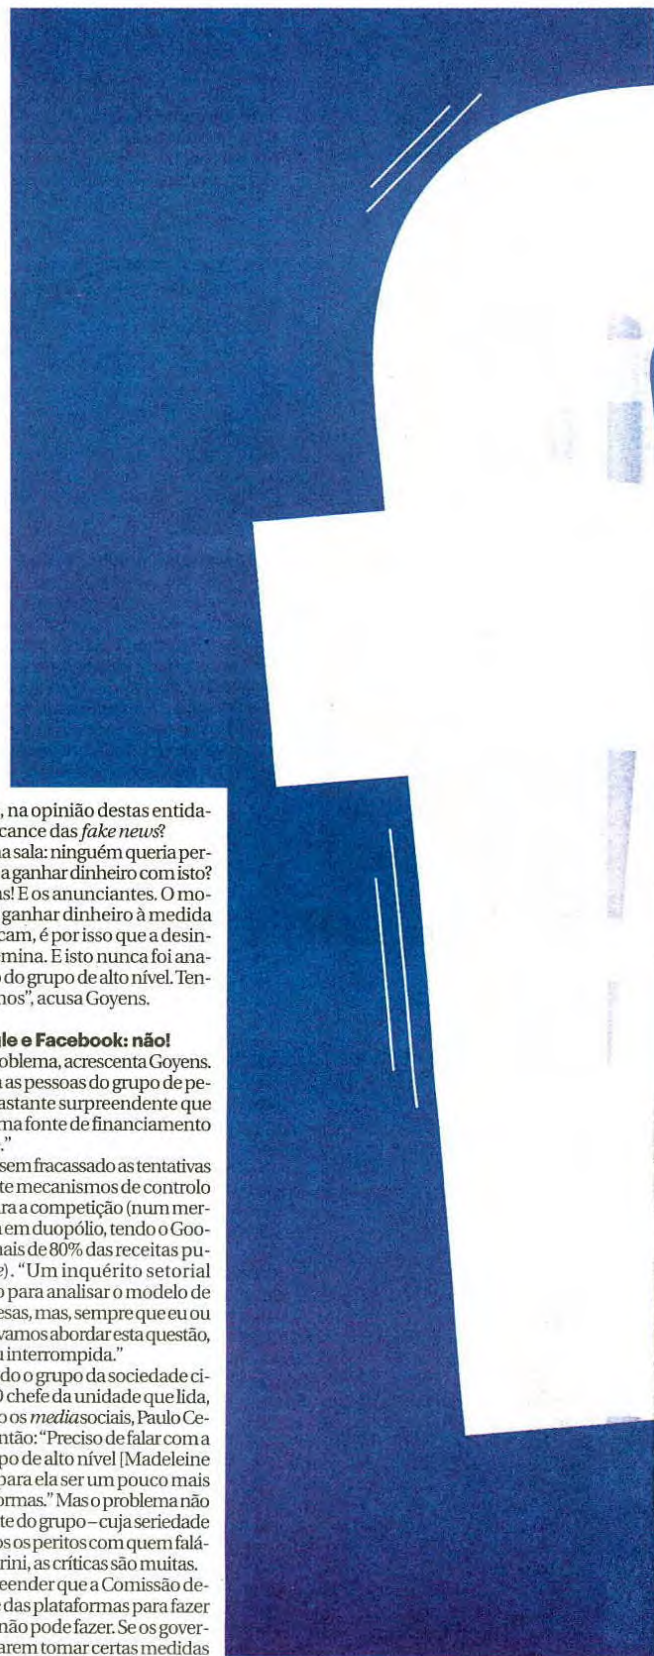 , na opinião destas entida-
cance das fake news?
na sala: ninguém queria per-
a ganhar dinheiro com isto?
as! E os anunciantes. O mo-
ganhar dinheiro à medida
cam, é por isso que a desin-
emina. E isto nunca foi ana-
o do grupo de alto nível. Ten-
nos”, acusa Goyens.
gle e Facebook: não!
oblema, acrescenta Goyens.
a as pessoas do grupo de pe-
astante surpreendente que
ma fonte de financiamento
e.”
sem fracassado as tentativas
te mecanismos de controlo
ara a competição (num mer-
a em duopólio, tendo o Goo-
mais de 80% das receitas pu-
e). “Um inquérito setorial
o para analisar o modelo de
esas, mas, sempre que eu ou
vamos abordar esta questão,
u interrompida.”
do o grupo da sociedade ci-
O chefe da unidade que lida,
o os media sociais, Paulo Ce-
ntão: “Preciso de falar com a
po de alto nível [Madeleine
para ela ser um pouco mais
ormas.” Mas o problema não
te do grupo – cuja seriedade
os os peritos com quem falá-
rini, as críticas são muitas.
eender que a Comissão de-
e das plataformas para fazer
não pode fazer. Se os gover-
arem tomar certas medidas